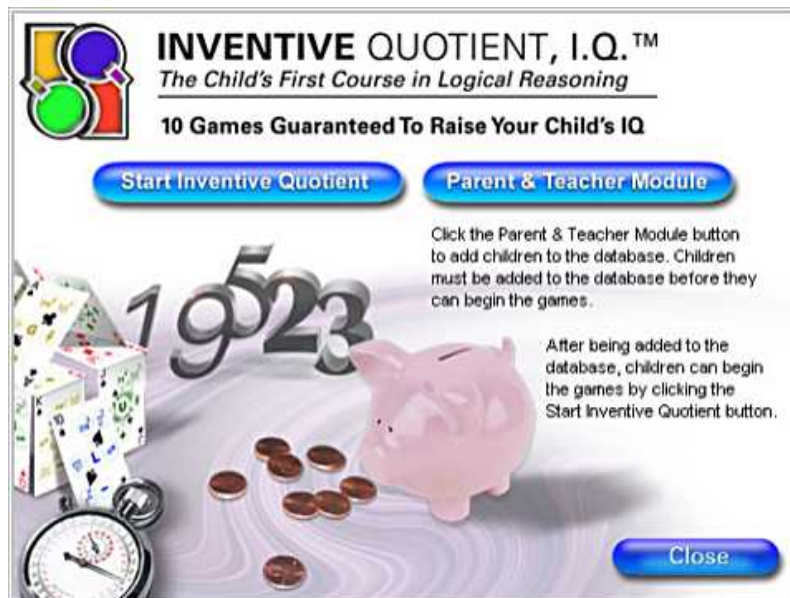 INVENTIVE QUOTIENT, I.Q.™
The Child's First Course in Logical Reasoning
10 Games Guaranteed To Raise Your Child's IQ
Start Inventive Quotient
Parent & Teacher Module
Click the Parent & Teacher Module button
to add children to the database. Children
must be added to the database before they
can begin the games.
19523
After being added to the
database, children can begin
the games by clicking the
Start Inventive Quotient button.
Close